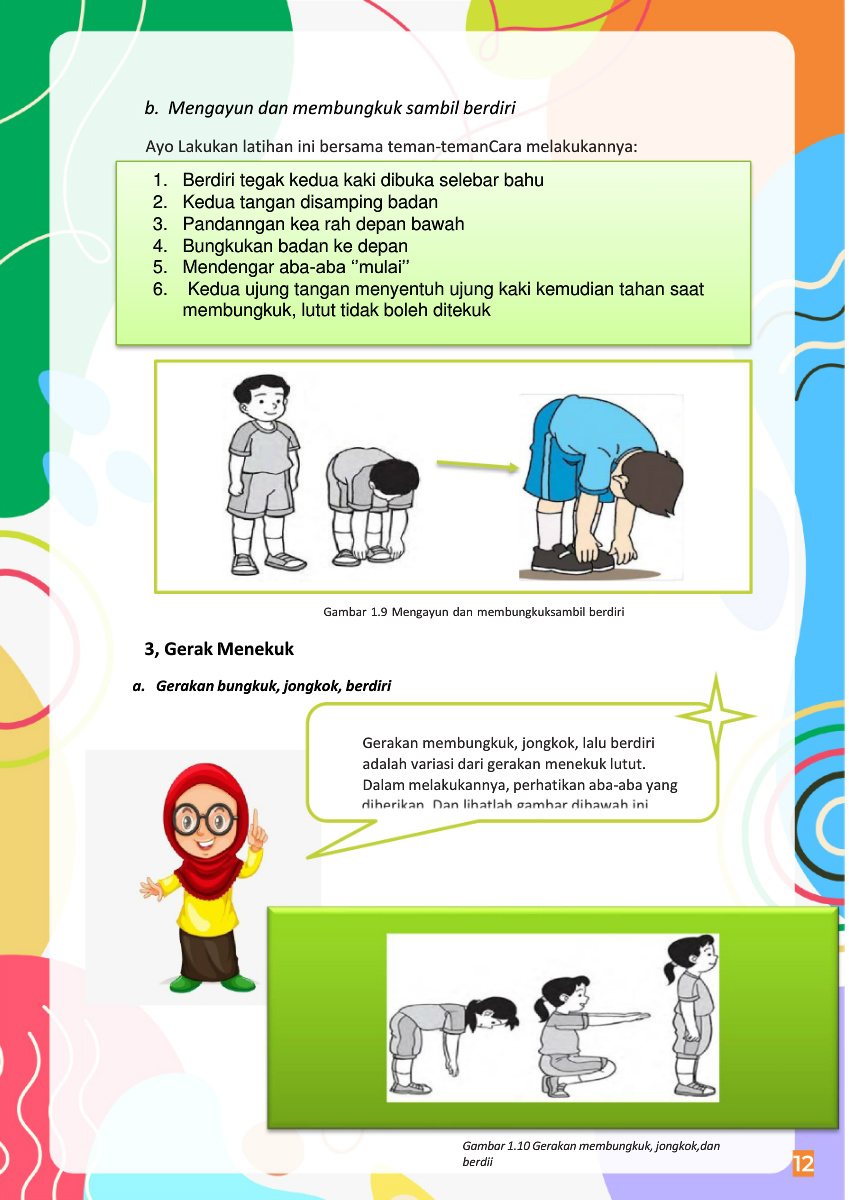 b. Mengayun dan membungkuk sambil berdiri
Ayo Lakukan latihan ini bersama teman-temanCara melakukannya:
1. Berdiri tegak kedua kaki dibuka selebar bahu
2. Kedua tangan disamping badan
3. Pandanngan kea rah depan bawah
4. Bungkukan badan ke depan
5. Mendengar aba-aba ‘’mulai’’
6. Kedua ujung tangan menyentuh ujung kaki kemudian tahan saat
membungkuk, lutut tidak boleh ditekuk
Gambar 1.9 Mengayun dan membungkuksambil berdiri
3, Gerak Menekuk
a. Gerakan bungkuk, jongkok, berdiri
Gerakan membungkuk, jongkok, lalu berdiri
adalah variasi dari gerakan menekuk lutut.
Dalam melakukannya, perhatikan aba-aba yang
diberikan. Dan lihatlah gambar dibawah ini
Gambar 1.10 Gerakan membungkuk, jongkok,dan
berdii
12